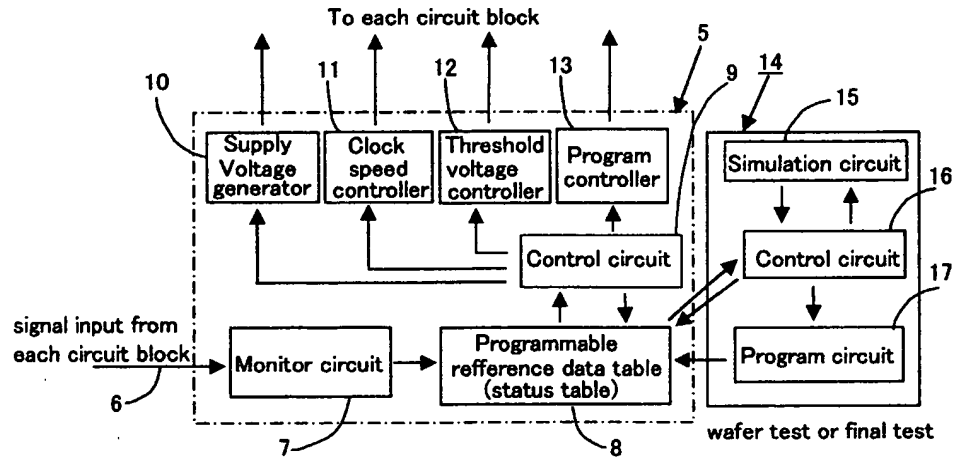 To each circuit block
5
10
11
12
13
9
14
15
Supply
Voltage
generator
Clock
speed
controller
Threshold
voltage
controller
Program
controller
Simulation circuit
16
Control circuit
Control circuit
17
signal input from
each circuit block
Monitor circuit
Programmable
refference data table
(status table)
Program circuit
6
7
8
wafer test or final test